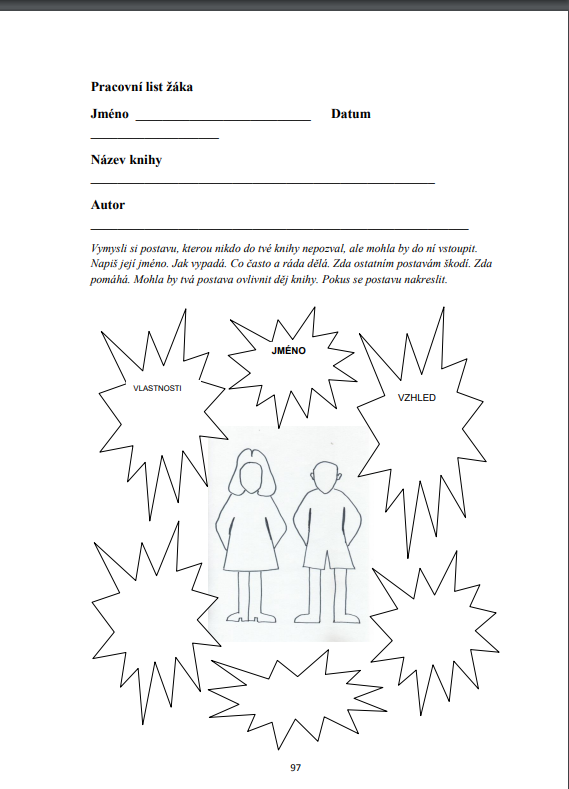 Pracovní list žáka
Jméno __________________________ Datum
___________________
Název knihy
___________________________________________________
Autor
________________________________________________________
Vymysli si postavu, kterou nikdo do tvé knihy nepozval, ale mohla by do ní vstoupit.
Napiš její jméno. Jak vypadá. Co často a ráda dělá. Zda ostatním postavám škodí. Zda
pomáhá. Mohla by tvá postava ovlivnit děj knihy. Pokus se postavu nakreslit.
JMÉNO
VLASTNOSTI
VZHLED
97